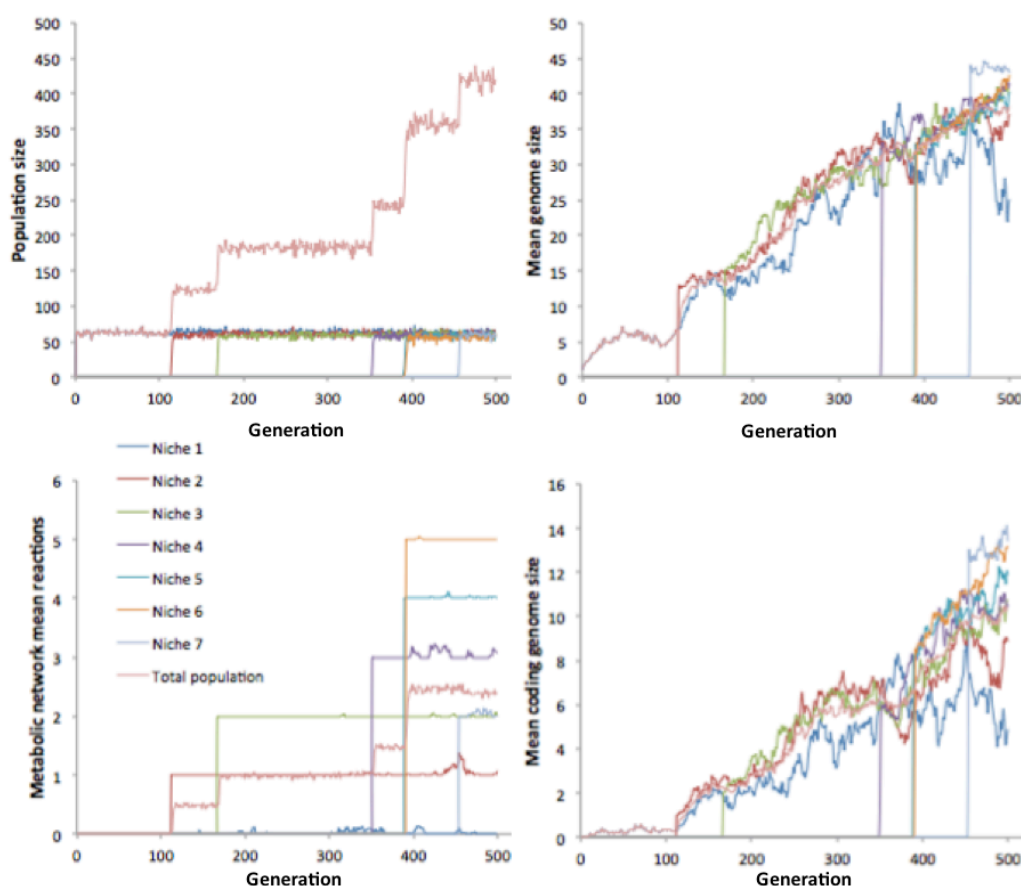 Population size
500
450
400
350
300
250
200
150
100
50
0
0 100 200 300 400 500
Generation
Mean genome size
50
45
40
35
30
25
20
15
10
5
0
0 100 200 300 400 500
Generation
Metabolic network mean reactions
6
5
4
3
2
1
0
0 100 200 300 400 500
Generation
Niche 1
Niche 2
Niche 3
Niche 4
Niche 5
Niche 6
Niche 7
Total population
Mean coding genome size
16
14
12
10
8
6
4
2
0
0 100 200 300 400 500
Generation